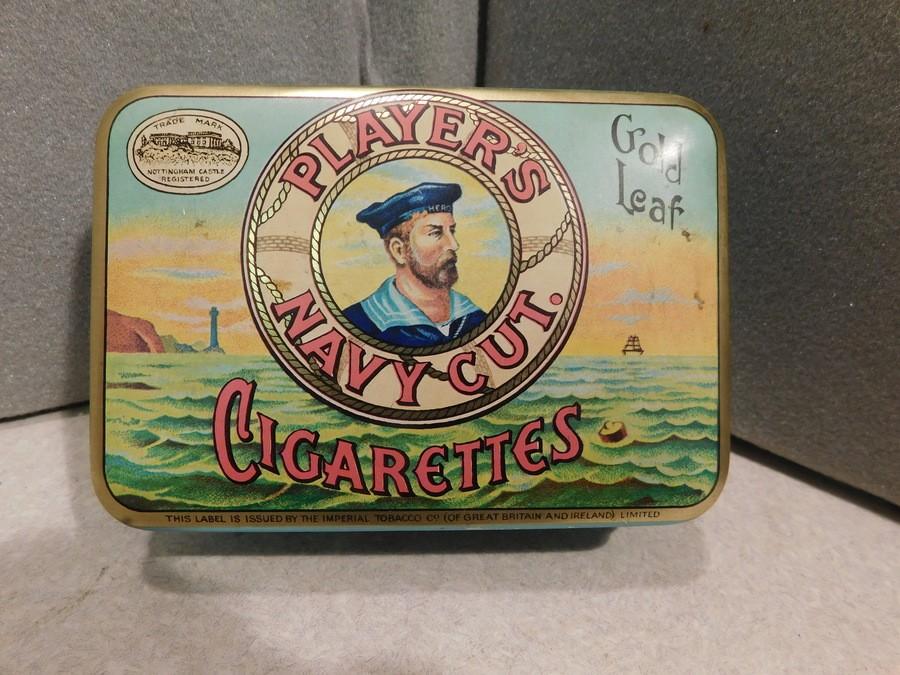 TRADE MARK
NOTTINGHAM CASTLE
REGISTERED
PLAYER'S
HERO
NAVY CUT.
Gold
Leaf
CIGARETTES
THIS LABEL IS ISSUED BY THE IMPERIAL TOBACCO Co (OF GREAT BRITAIN AND IRELAND) LIMITED